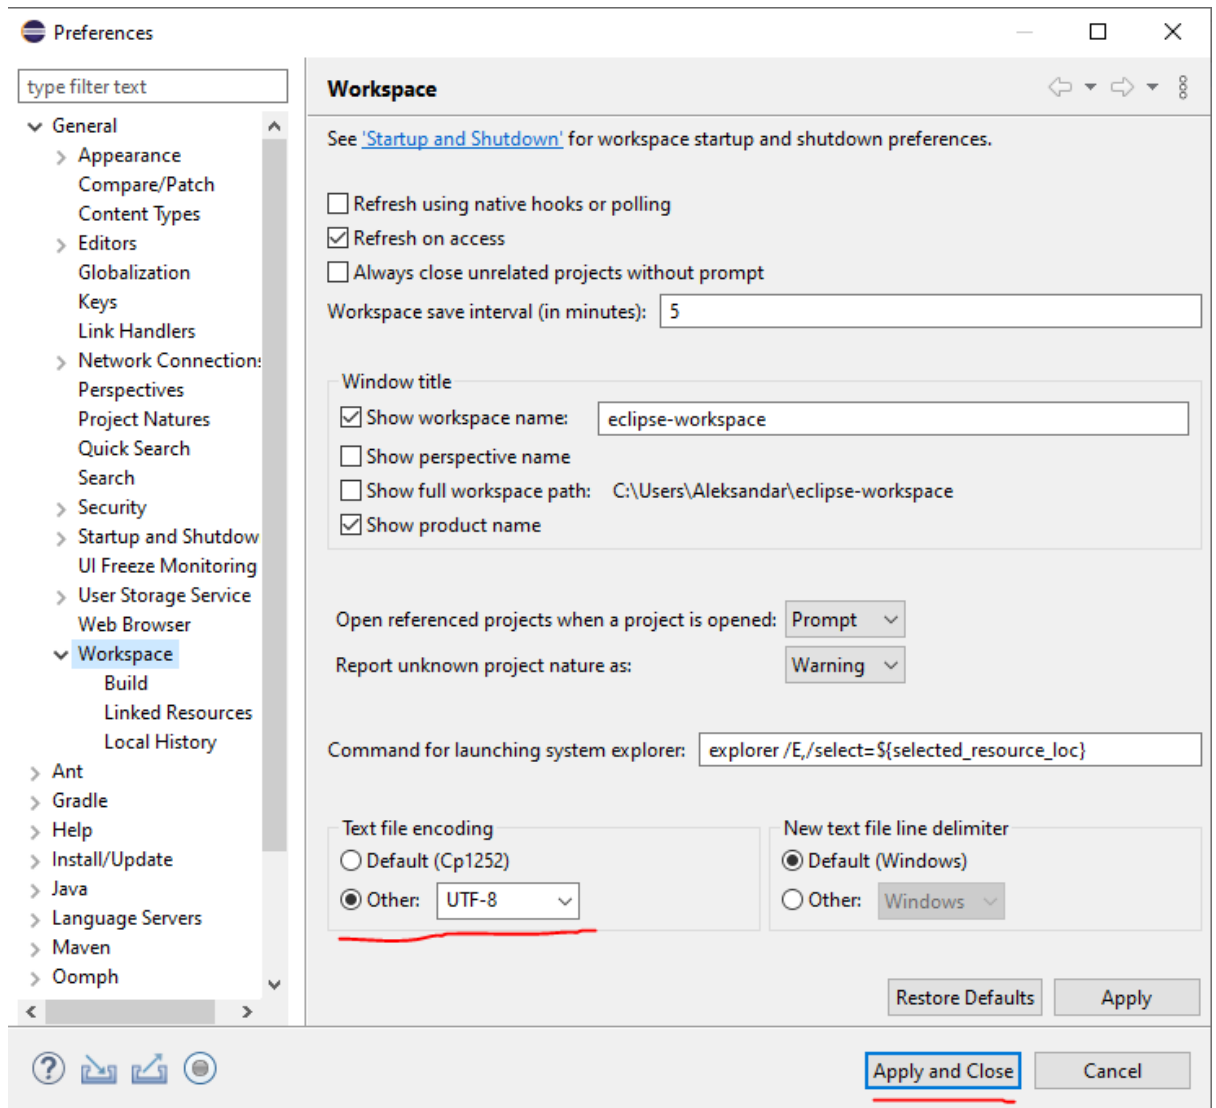 Preferences
type filter text
General
Appearance
Compare/Patch
Content Types
Editors
Globalization
Keys
Link Handlers
Network Connection:
Perspectives
Project Natures
Quick Search
Search
Security
Startup and Shutdow
UI Freeze Monitoring
User Storage Service
Web Browser
Workspace
Build
Linked Resources
Local History
Ant
Gradle
Help
Install/Update
Java
Language Servers
Maven
Oomph
Workspace
See 'Startup and Shutdown' for workspace startup and shutdown preferences.
Refresh using native hooks or polling
Refresh on access
Always close unrelated projects without prompt
Workspace save interval (in minutes): 5
Window title
Show workspace name: eclipse-workspace
Show perspective name
Show full workspace path: C:\Users\Aleksandar\eclipse-workspace
Show product name
Open referenced projects when a project is opened: Prompt
Report unknown project nature as: Warning
Command for launching system explorer: explorer /E,/select=${selected_resource_loc}
Text file encoding
Default (Cp1252)
Other: UTF-8
New text file line delimiter
Default (Windows)
Other: Windows
Restore Defaults Apply
? Apply and Close Cancel